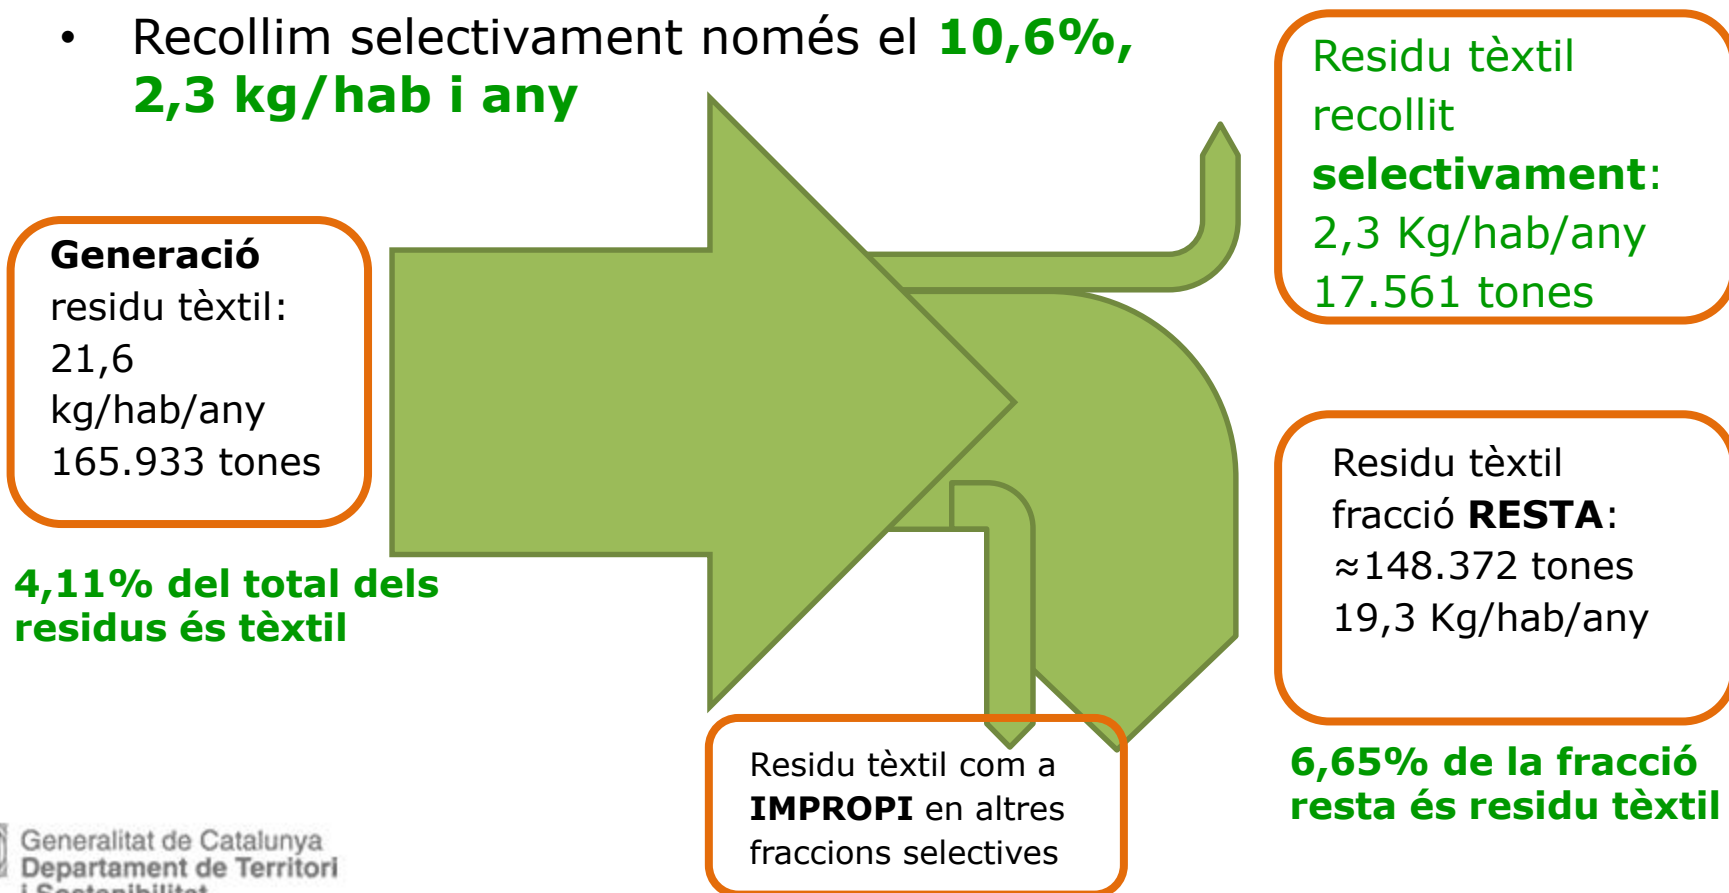 • Recollim selectivament només el 10,6%,
2,3 kg/hab i any
Generació
residu tèxtil:
21,6
kg/hab/any
165.933 tones
4,11% del total dels
residus és tèxtil
Residu tèxtil
recollit
selectivament:
2,3 Kg/hab/any
17.561 tones
Residu tèxtil
fracció RESTA:
≈148.372 tones
19,3 Kg/hab/any
6,65% de la fracció
resta és residu tèxtil
Residu tèxtil com a
IMPROPI en altres
fraccions selectives
Generalitat de Catalunya
Departament de Territori
i Sostenibilitat